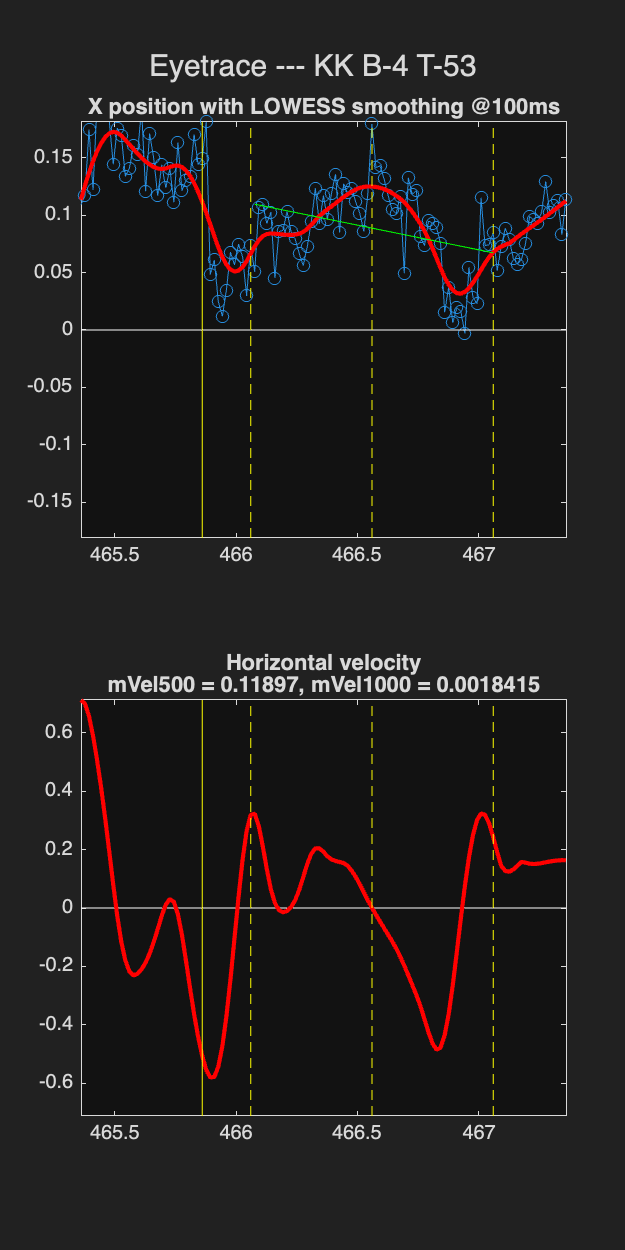 Eyetrace --- KK B-4 T-53
X position with LOWESS smoothing @100ms
0.15
0.1
0.05
0
-0.05
-0.1
-0.15
465.5 466 466.5 467
Horizontal velocity
mVel500 = 0.11897, mVel1000 = 0.0018415
0.6
0.4
0.2
0
-0.2
-0.4
-0.6
465.5 466 466.5 467